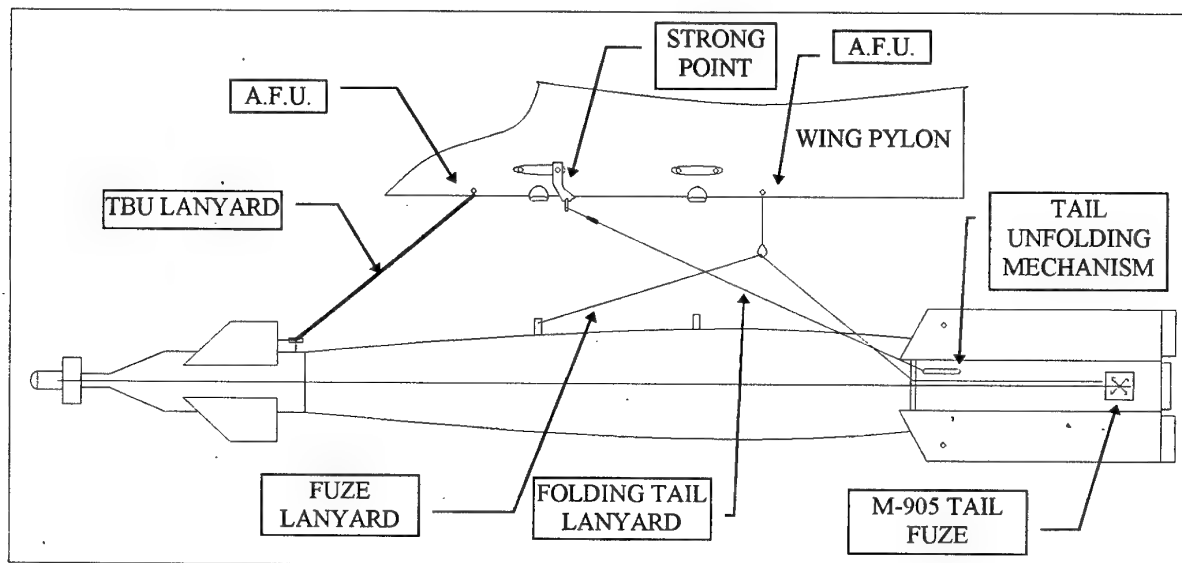 STRONG
POINT
A.F.U.
A.F.U.
WING PYLON
TBU LANYARD
TAIL
UNFOLDING
MECHANISM
FUZE
LANYARD
FOLDING TAIL
LANYARD
M-905 TAIL
FUZE